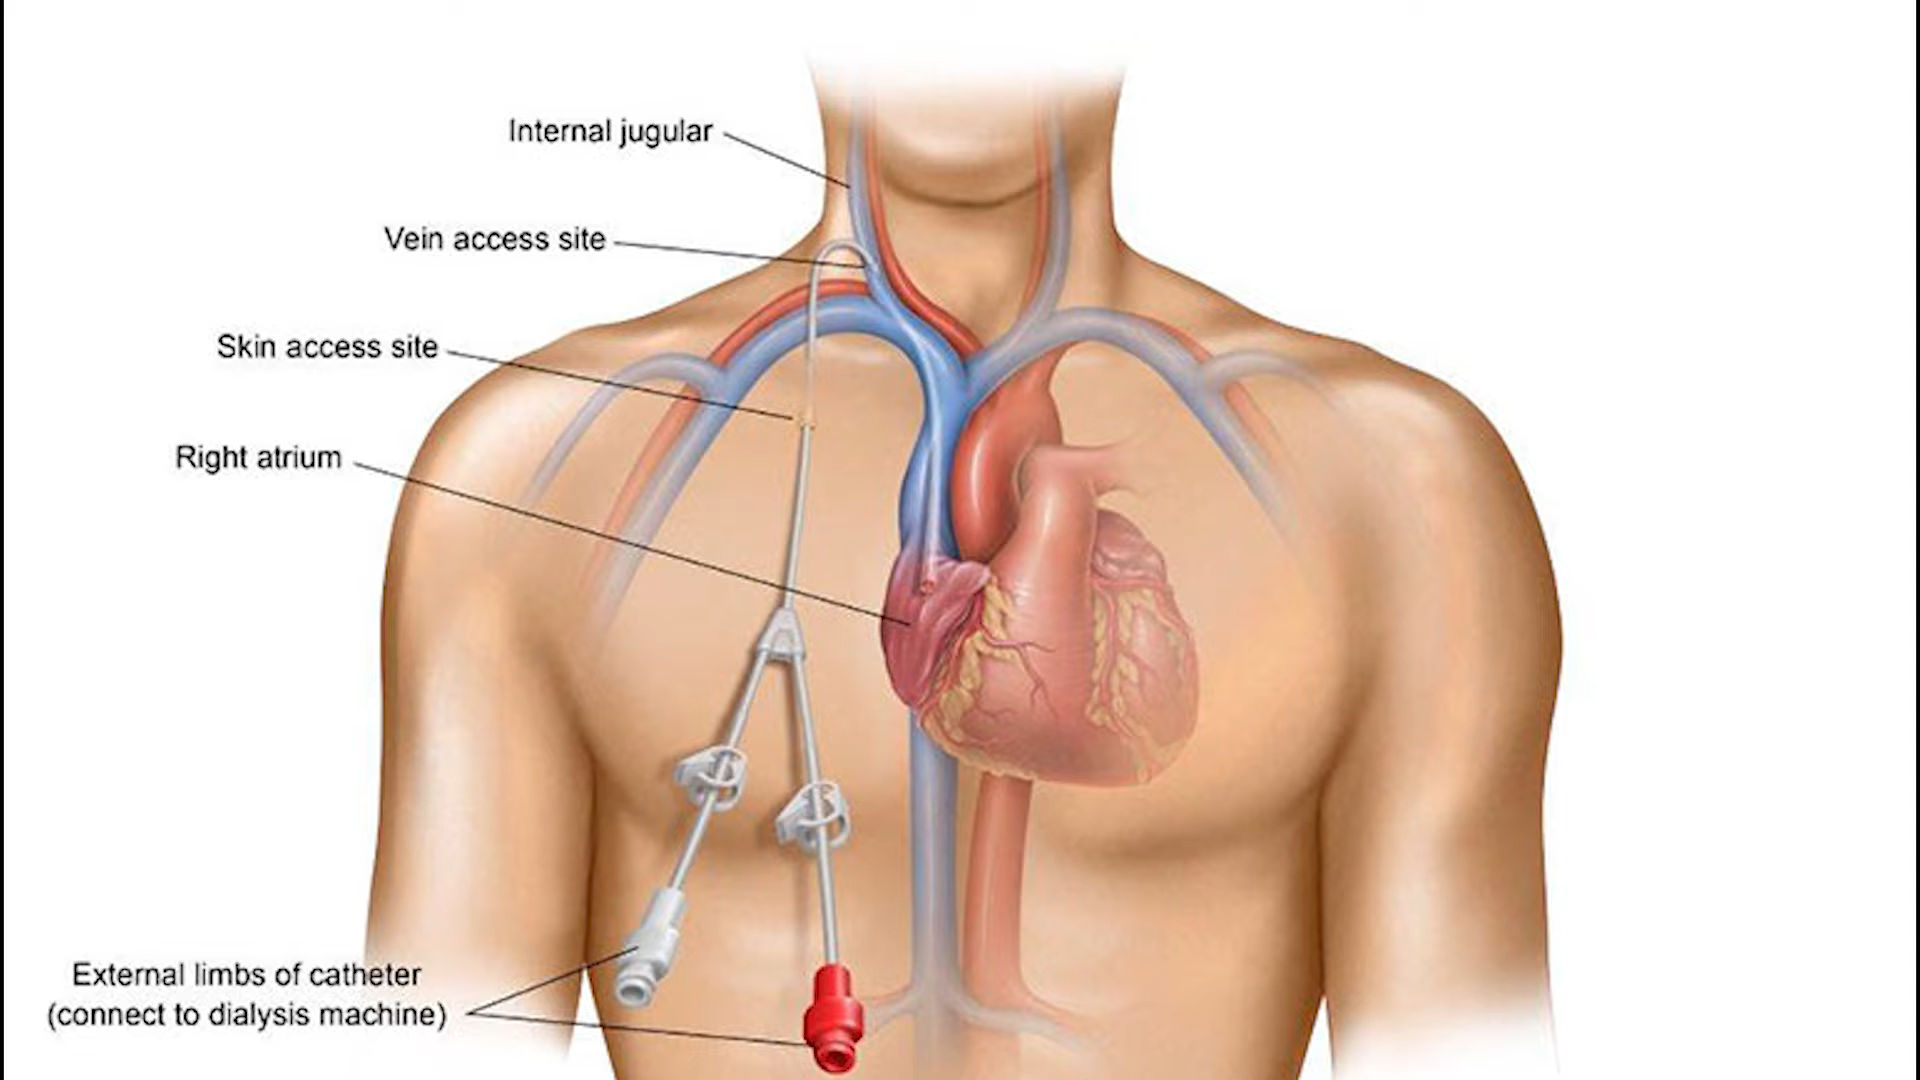 Internal jugular
Vein access site
Skin access site
Right atrium
External limbs of catheter
(connect to dialysis machine)